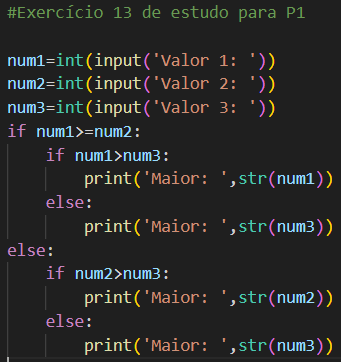 #Exercício 13 de estudo para P1

num1=int(input('Valor 1: '))
num2=int(input('Valor 2: '))
num3=int(input('Valor 3: '))
if num1>=num2:
    if num1>num3:
        print('Maior: ',str(num1))
    else:
        print('Maior: ',str(num3))
else:
    if num2>num3:
        print('Maior: ',str(num2))
    else:
        print('Maior: ',str(num3))